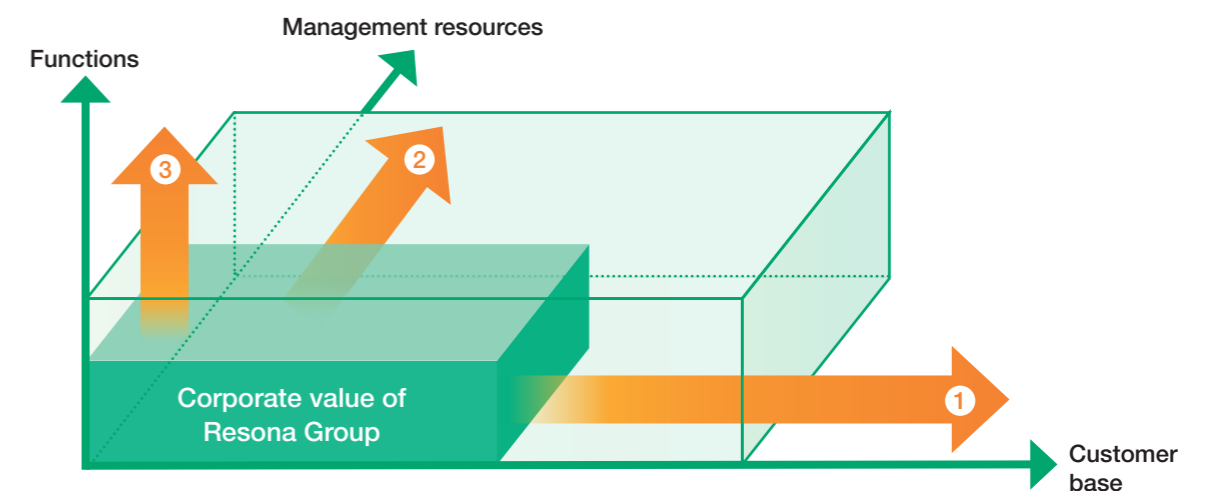 Management resources
Functions
3
2
Corporate value of
Resona Group
1
Customer
base